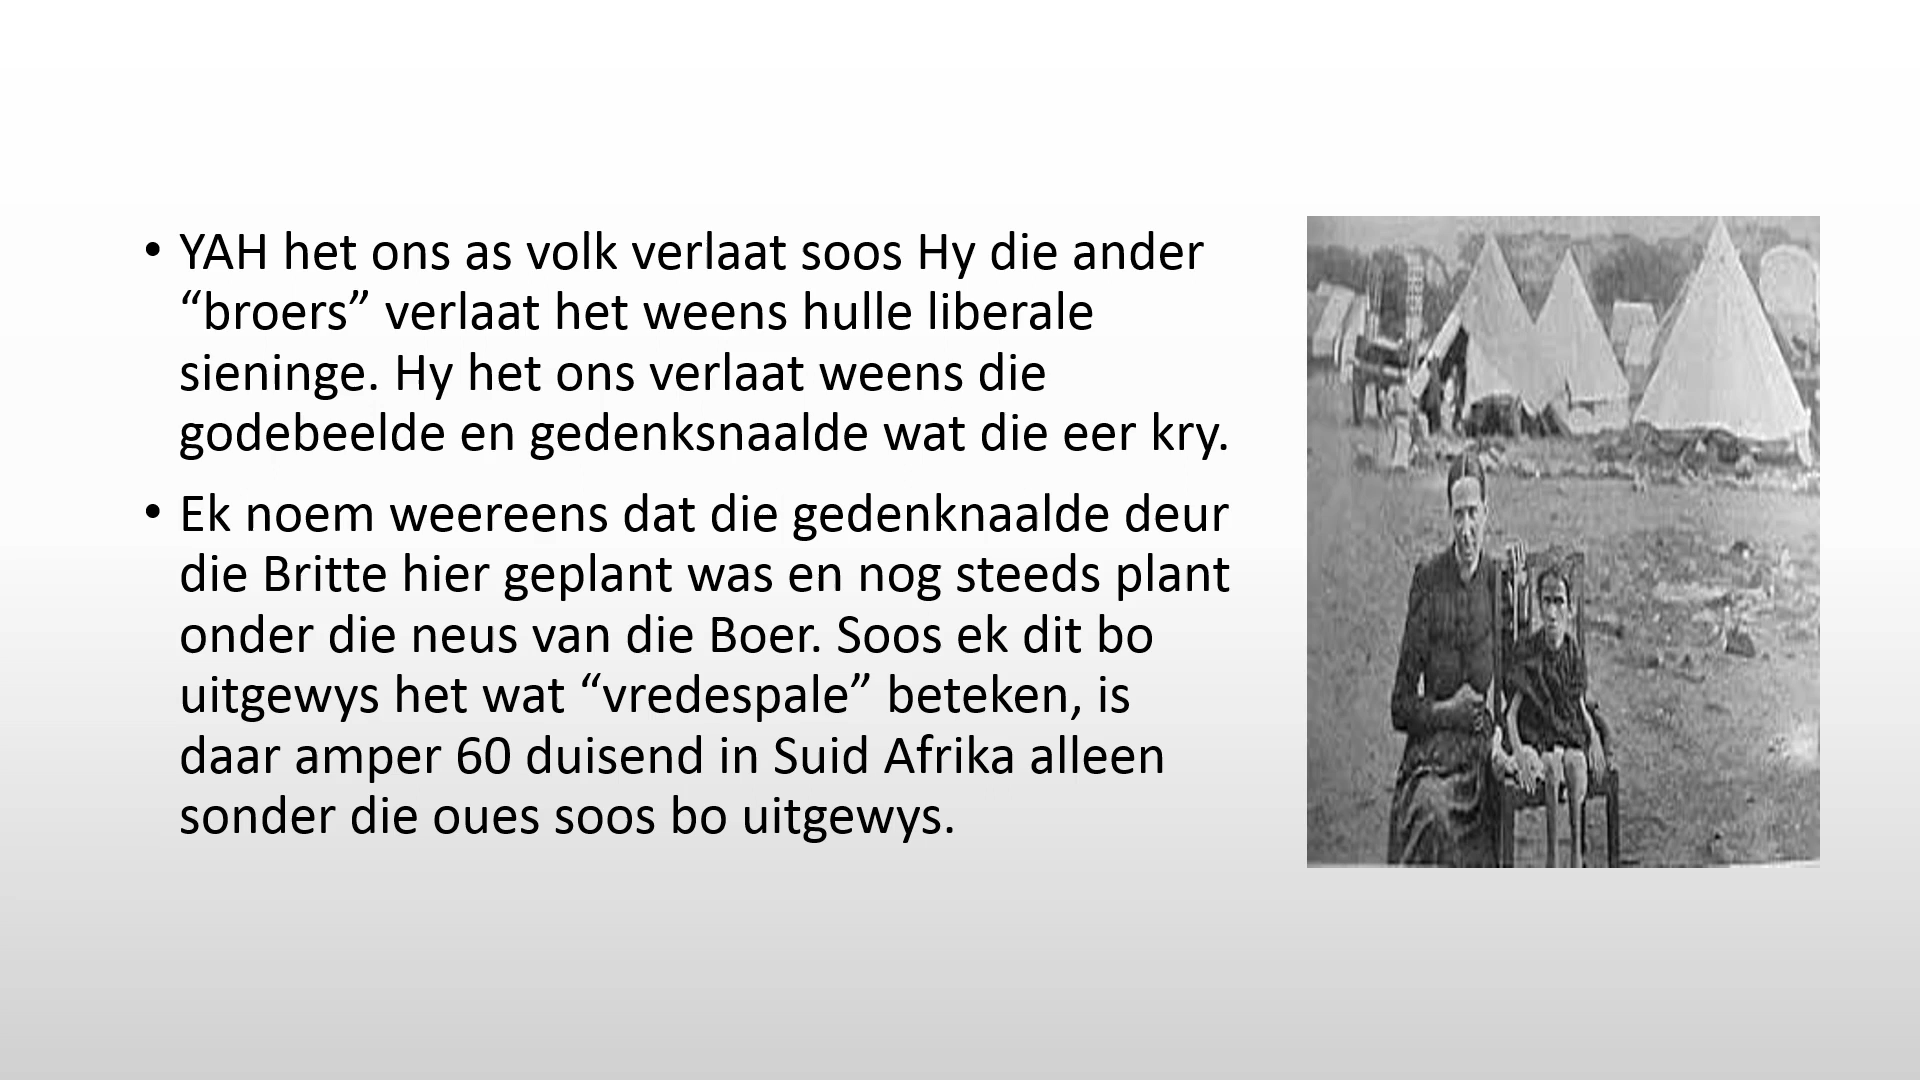 • YAH het ons as volk verlaat soos Hy die ander
“broers” verlaat het weens hulle liberale
sieninge. Hy het ons verlaat weens die
godebeelde en gedenksnaalde wat die eer kry.
• Ek noem weereens dat die gedenknaalde deur
die Britte hier geplant was en nog steeds plant
onder die neus van die Boer. Soos ek dit bo
uitgewys het wat “vredespale” beteken, is
daar amper 60 duisend in Suid Afrika alleen
sonder die oues soos bo uitgewys.